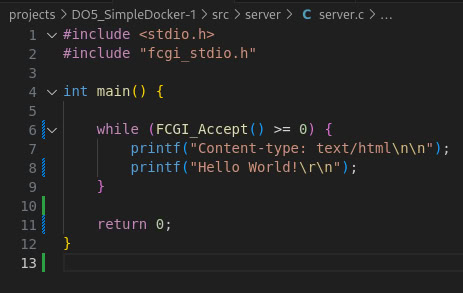 projects > DO5_SimpleDocker-1 > src > server > C server.c > ...
1 #include <stdio.h>
2 #include "fcgi_stdio.h"
3
4 int main() {
5
6 while (FCGI_Accept() >= 0) {
7 printf("Content-type: text/html\n\n");
8 printf("Hello World!\r\n");
9 }
10
11 return 0;
12 }
13